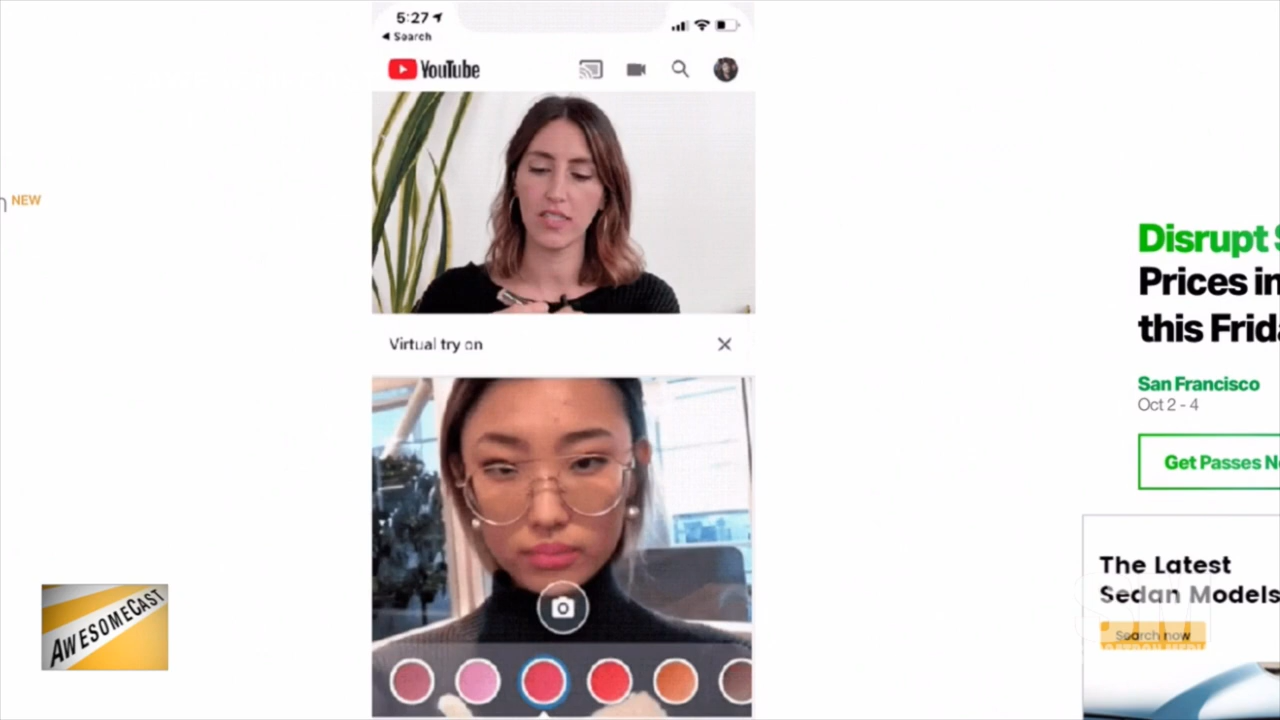 5:27
Search
YouTube
NEW
Virtual try on
Disrupt
Prices in
this
San Francisco
Oct 2 - 4
Get Passes
The Latest
Sedan Models
Search now
AWESOMECAST